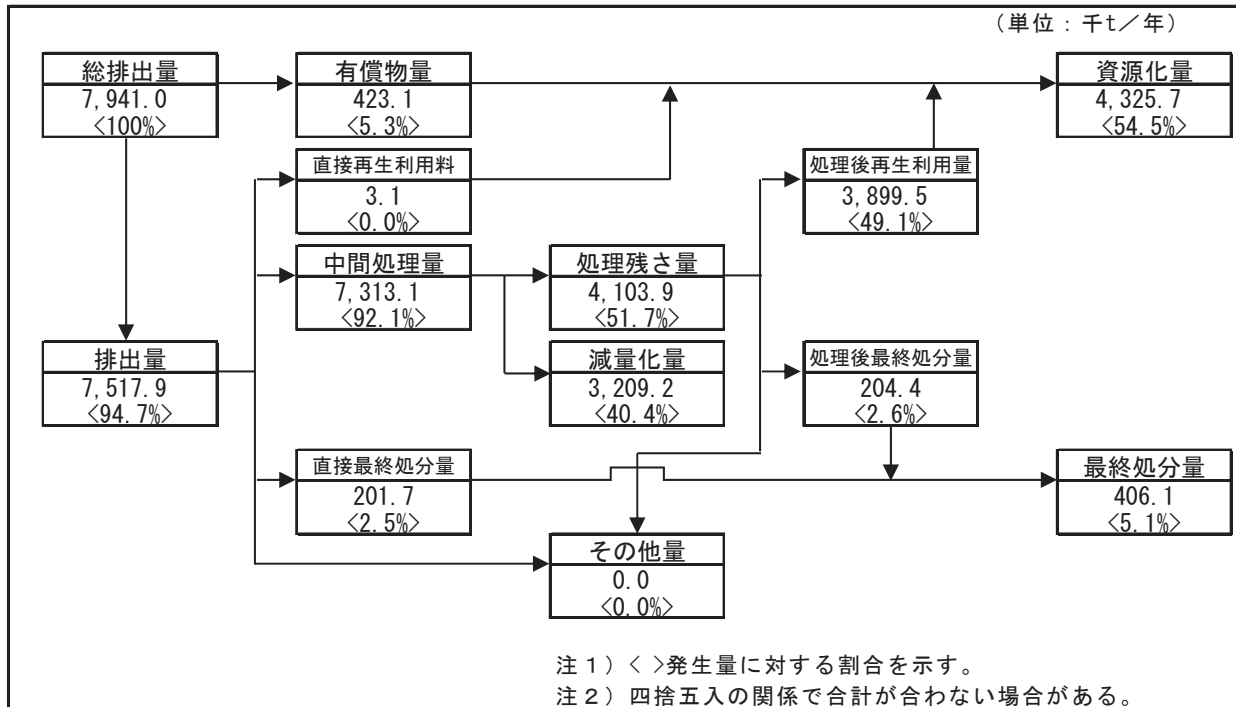 （単位：千t／年）
総排出量
7,941.0
<100%>
有償物量
423.1
<5.3%>
資源化量
4,325.7
<54.5%>
直接再生利用料
3.1
<0.0%>
処理後再生利用量
3,899.5
<49.1%>
中間処理量
7,313.1
<92.1%>
処理残さ量
4,103.9
<51.7%>
排出量
7,517.9
<94.7%>
減量化量
3,209.2
<40.4%>
処理後最終処分量
204.4
<2.6%>
直接最終処分量
201.7
<2.5%>
最終処分量
406.1
<5.1%>
その他量
0.0
<0.0%>
注１）< >発生量に対する割合を示す。
注２）四捨五入の関係で合計が合わない場合がある。